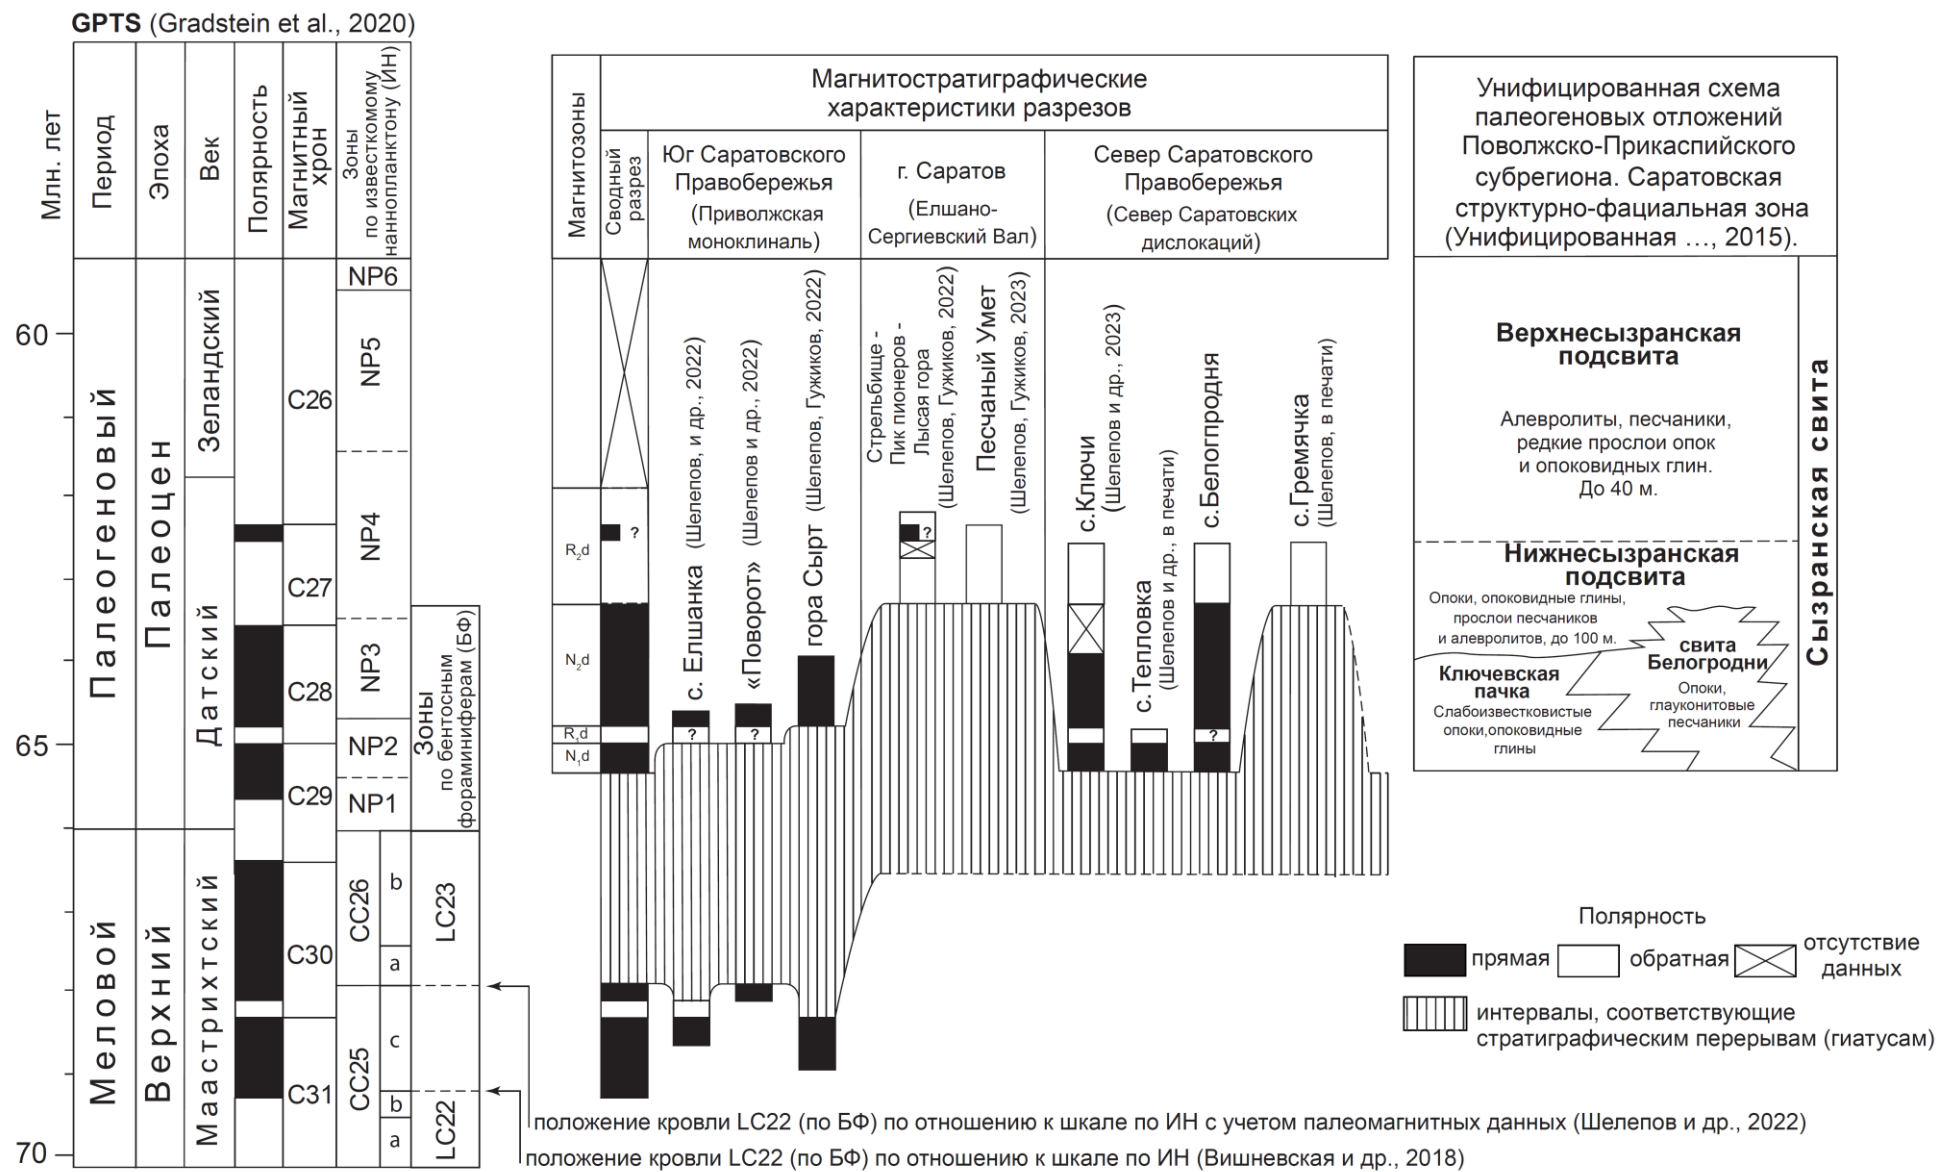 GPTS (Gradstein et al., 2020)
Млн. лет
Период
Эпоха
Век
Полярность
Магнитный
хрон
Зоны
по известкому
наннопланктону (Ин)
60
65
70
Палеогеновый
Меловой
Палеоцен
Верхний
Зеландский
Датский
Маастрихтский
C26
C27
C28
C29
C30
C31
NP6
NP5
NP4
NP3
NP2
NP1
CC26
b
a
CC25
c
b
a
Зоны
по бентосным
фораминиферам (БФ)
LC23
LC22
Магнитозоны
Магнитостратиграфические
характеристики разрезов
Сводный
разрез
Юг Саратовского
Правобережья
(Приволжская
моноклиналь)
г. Саратов
(Елшано-
Сергиевский Вал)
Север Саратовского
Правобережья
(Север Саратовских
дислокаций)
R₂d
N₂d
R₁d
N₁d
?
с. Елшанка (Шелепов, и др., 2022)
?
«Поворот» (Шелепов и др., 2022)
?
гора Сырт (Шелепов, Гужиков, 2022)
Стрельбище -
Пик пионеров -
Лысая гора
(Шелепов, Гужиков, 2022)
?
Песчаный Умет
(Шелепов, Гужиков, 2023)
с.Ключи
(Шелепов и др., 2023)
с.Тепловка
(Шелепов и др., в печати)
с.Белогпродня
?
с.Гремячка
(Шелепов, в печати)
Унифицированная схема
палеогеновых отложений
Поволжско-Прикаспийского
субрегиона. Саратовская
структурно-фациальная зона
(Унифицированная ..., 2015).
Верхнесызранская
подсвита
Алевролиты, песчаники,
редкие прослои опок
и опоковидных глин.
До 40 м.
Нижнесызранская
подсвита
Опоки, опоковидные глины,
прослои песчаников
и алевролитов, до 100 м.
свита
Белогродни
Опоки,
глауконитовые
песчаники
Ключевская
пачка
Слабоизвестковистые
опоки,опоковидные
глины
Сызранская свита
Полярность
прямая
обратная
отсутствие
данных
интервалы, соответствующие
стратиграфическим перерывам (гиатусам)
положение кровли LC22 (по БФ) по отношению к шкале по ИН с учетом палеомагнитных данных (Шелепов и др., 2022)
положение кровли LC22 (по БФ) по отношению к шкале по ИН (Вишневская и др., 2018)